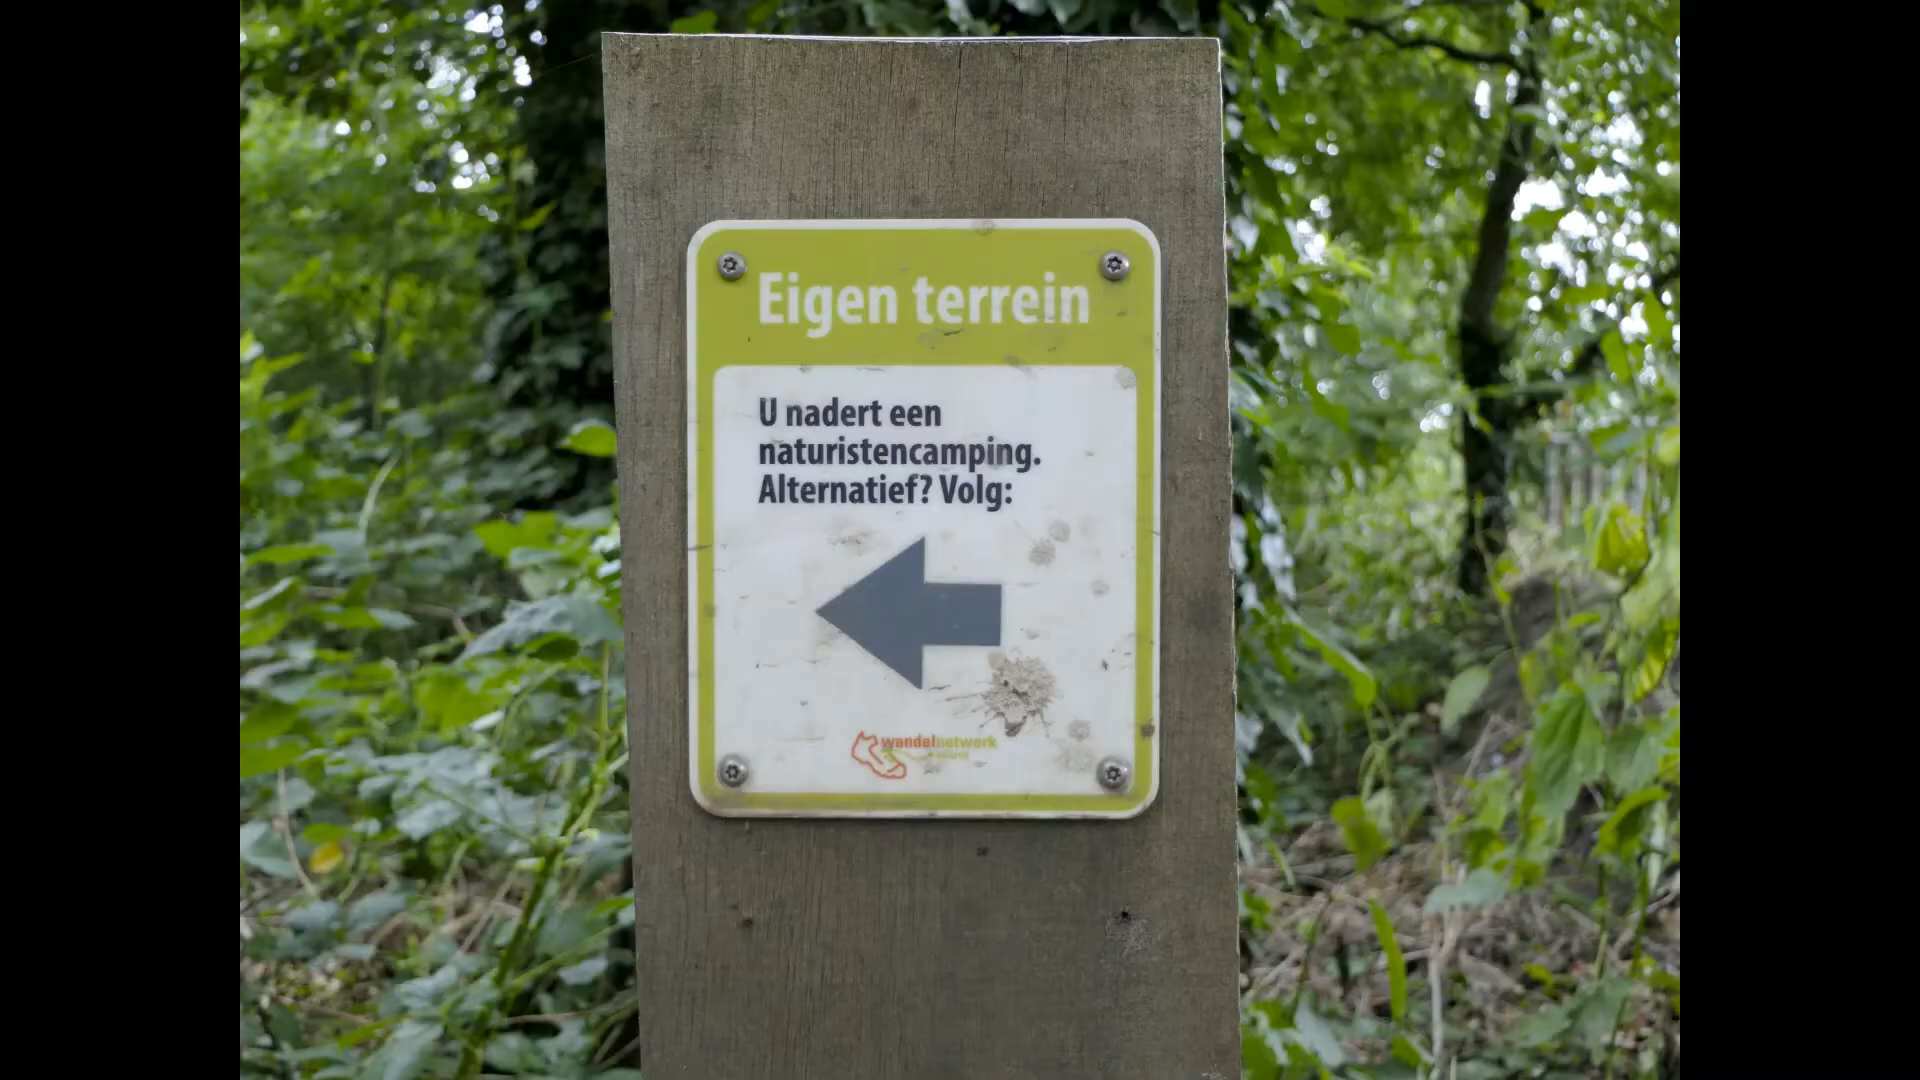 Eigen terrein
U nadert een
naturistencamping.
Alternatief? Volg:
wandelnetwerk